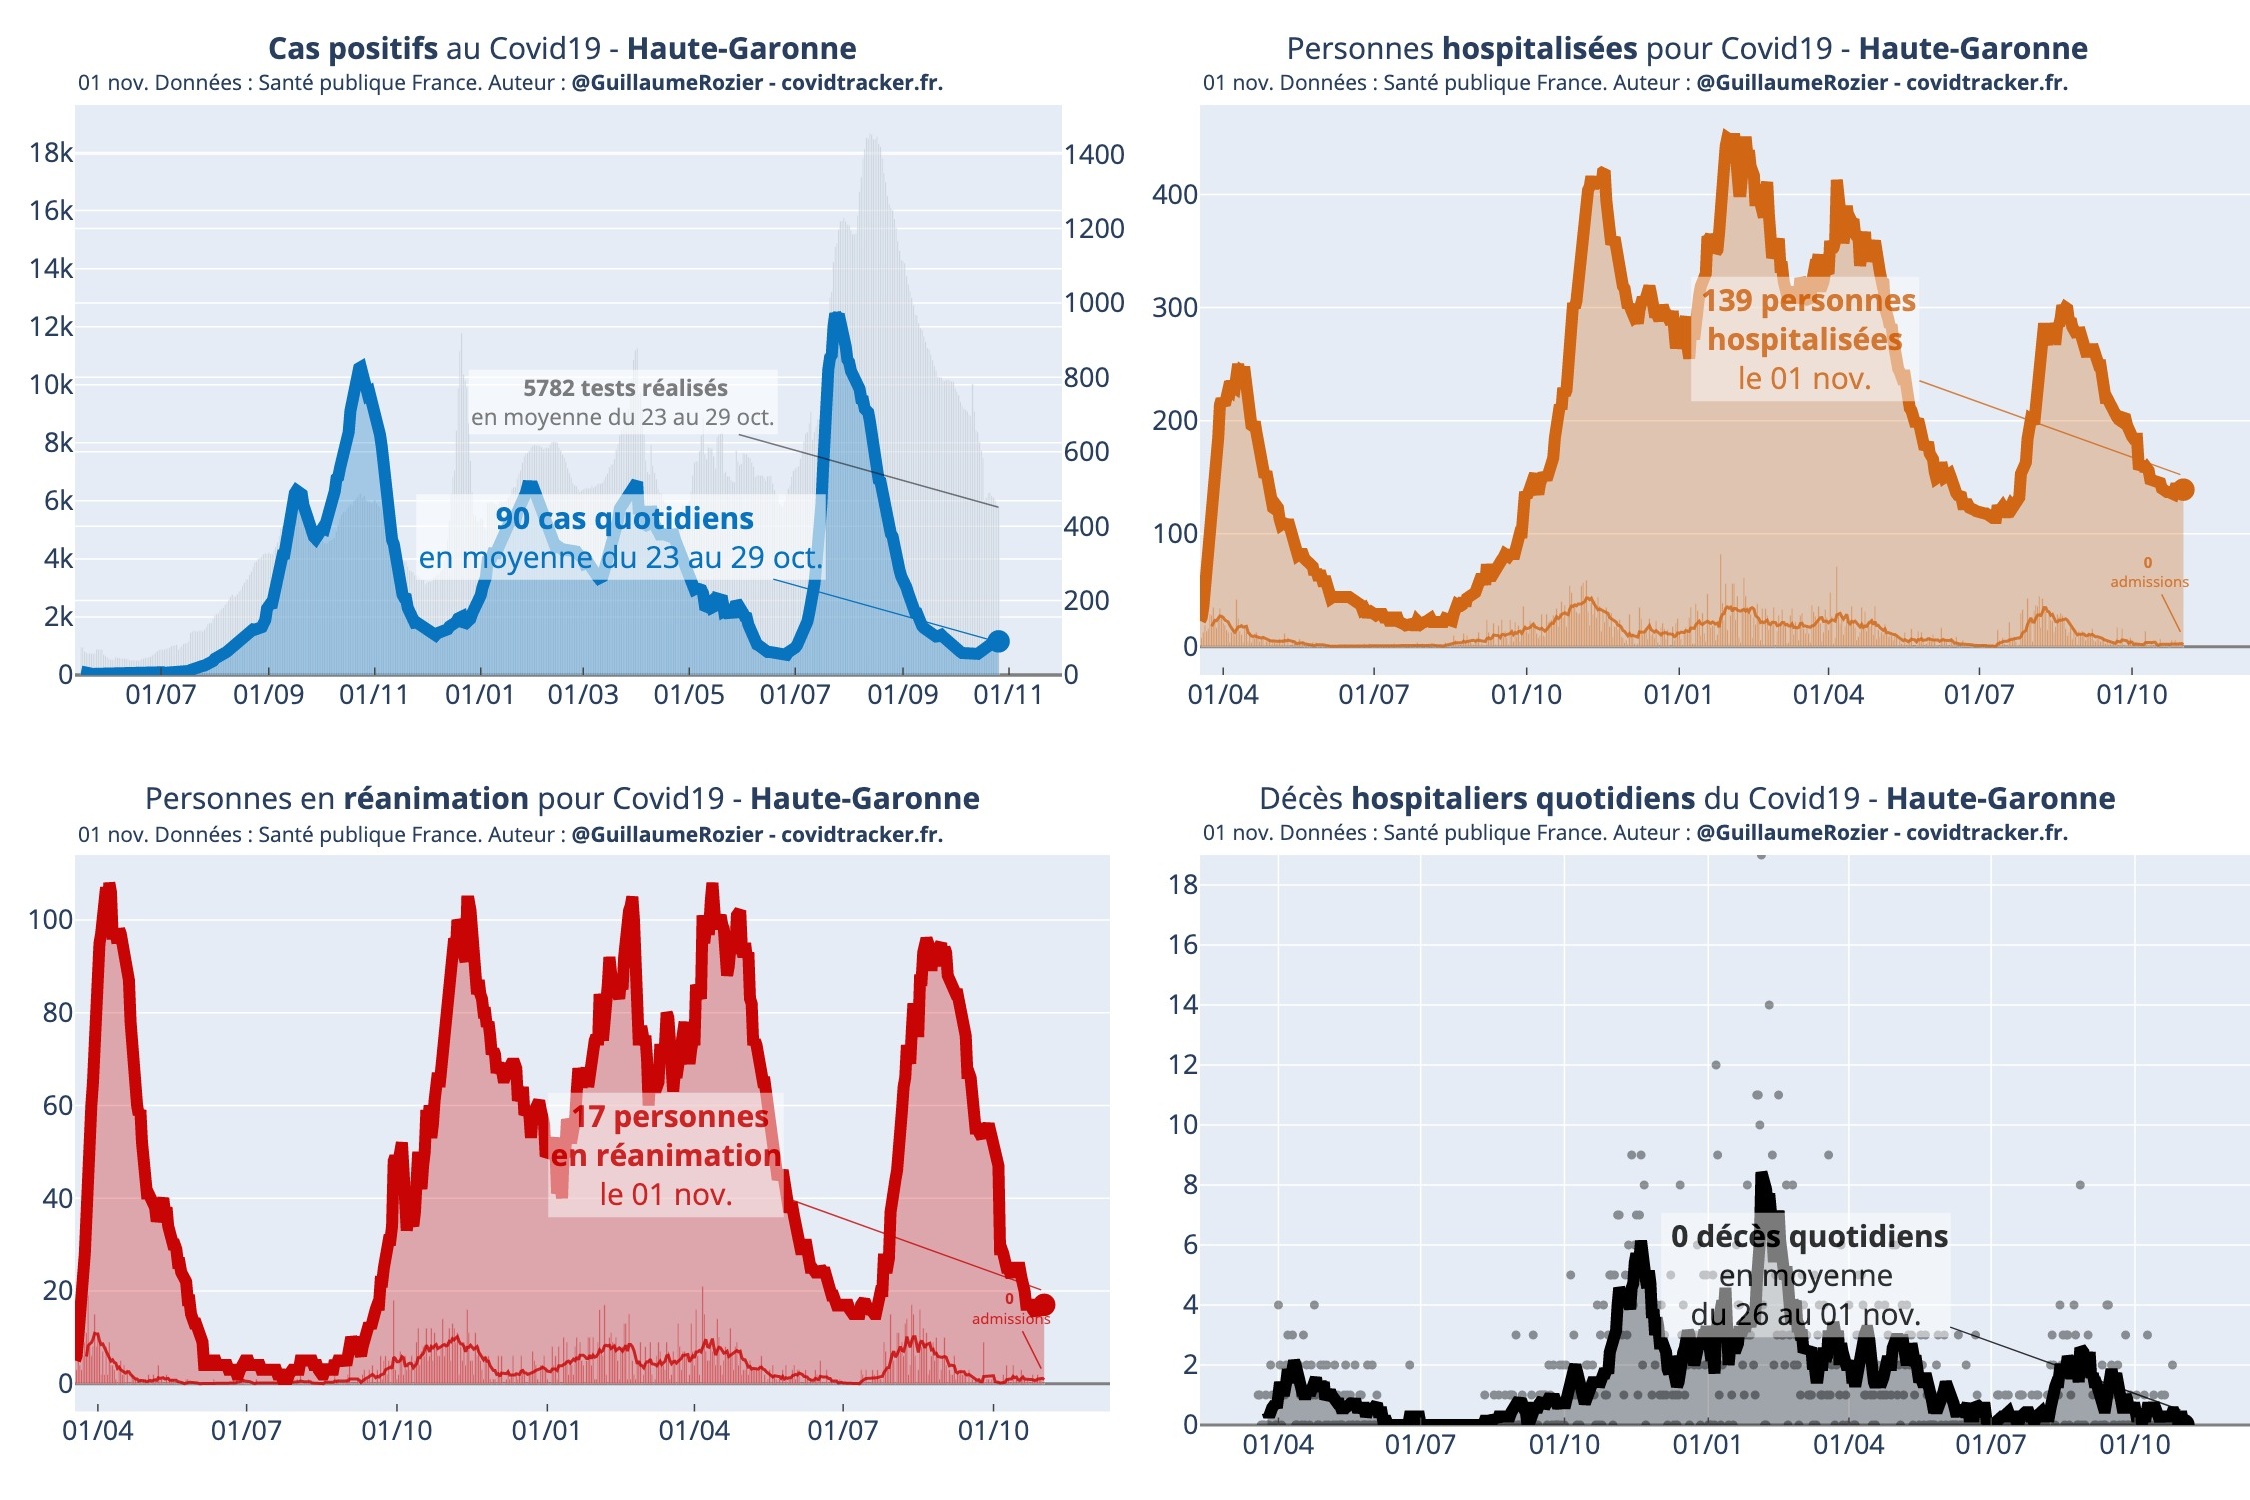 Cas positifs au Covid19 - Haute-Garonne
01 nov. Données : Santé publique France. Auteur : @GuillaumeRozier - covidtracker.fr.
18k
16k
14k
12k
10k
8k
6k
4k
2k
0
1400
1200
1000
800
600
400
200
0
5782 tests réalisés
en moyenne du 23 au 29 oct.
90 cas quotidiens
en moyenne du 23 au 29 oct.
01/07 01/09 01/11 01/01 01/03 01/05 01/07 01/09 01/11
Personnes hospitalisées pour Covid19 - Haute-Garonne
01 nov. Données : Santé publique France. Auteur : @GuillaumeRozier - covidtracker.fr.
400
300
200
100
0
139 personnes
hospitalisées
le 01 nov.
0
admissions
01/04 01/07 01/10 01/01 01/04 01/07 01/10
Personnes en réanimation pour Covid19 - Haute-Garonne
01 nov. Données : Santé publique France. Auteur : @GuillaumeRozier - covidtracker.fr.
100
80
60
40
20
0
17 personnes
en réanimation
le 01 nov.
0
admissions
01/04 01/07 01/10 01/01 01/04 01/07 01/10
Décès hospitaliers quotidiens du Covid19 - Haute-Garonne
01 nov. Données : Santé publique France. Auteur : @GuillaumeRozier - covidtracker.fr.
18
16
14
12
10
8
6
4
2
0
0 décès quotidiens
en moyenne
du 26 au 01 nov.
01/04 01/07 01/10 01/01 01/04 01/07 01/10